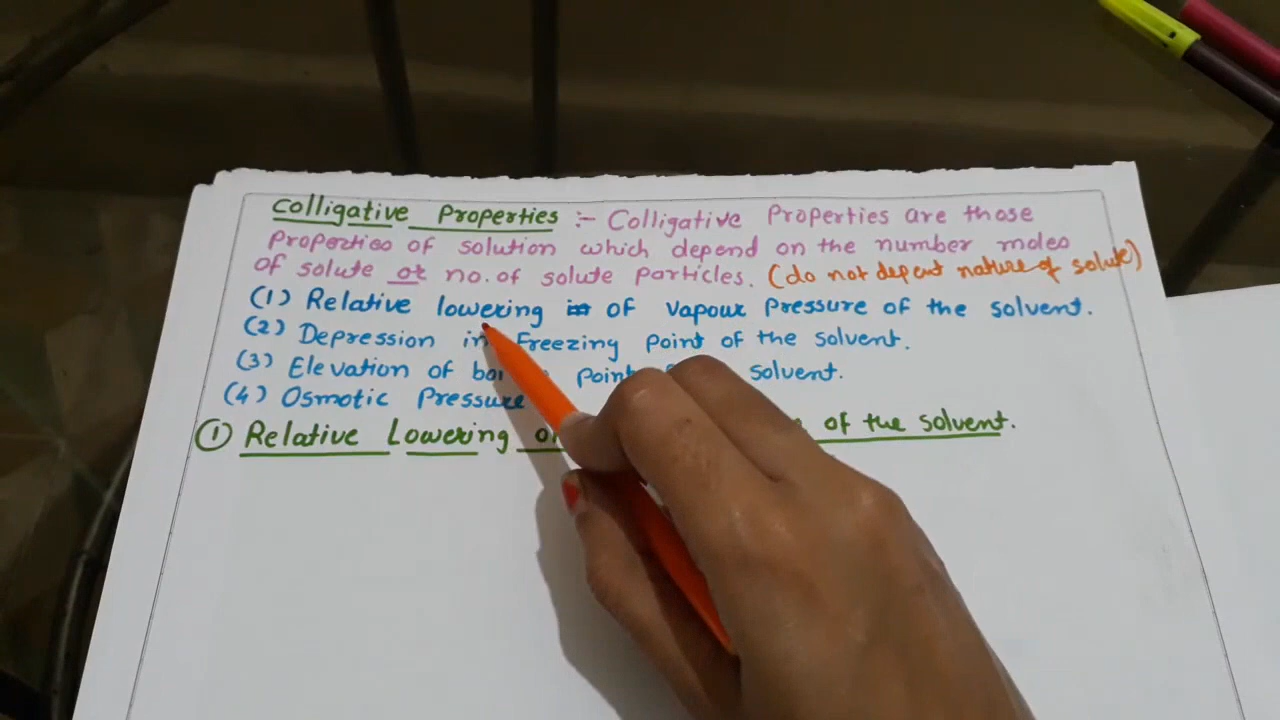 Colligative Properties :- Colligative Properties are those
Properties of solution which depend on the number moles
of solute or no. of solute particles. (do not depent nature of solute)
(1) Relative lowering of vapour Pressure of the solvent.
(2) Depression in Freezing Point of the solvent.
(3) Elevation of Point solvent.
(4) Osmotic Pressure
(1) Relative Lowering of the solvent.